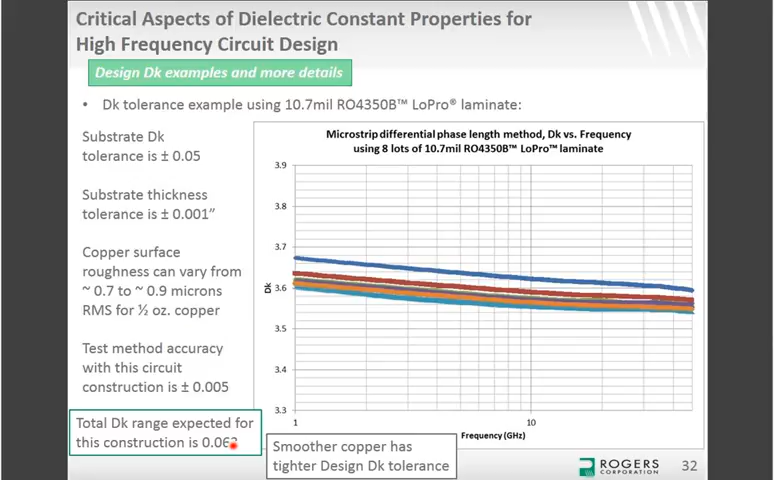 Critical Aspects of Dielectric Constant Properties for
High Frequency Circuit Design
Design Dk examples and more details
• Dk tolerance example using 10.7mil RO4350B™ LoPro® laminate:
Substrate Dk
tolerance is ± 0.05
Substrate thickness
tolerance is ± 0.001”
Copper surface
roughness can vary from
~ 0.7 to ~ 0.9 microns
RMS for ½ oz. copper
Test method accuracy
with this circuit
construction is ± 0.005
Total Dk range expected for
this construction is
Microstrip differential phase length method, Dk vs. Frequency
using 8 lots of 10.7mil RO4350B™ LoPro™ laminate
3.9
3.8
3.7
3.6
3.5
3.4
3.3
Dk
1
10
Frequency (GHz)
Smoother copper has
tighter Design Dk tolerance
ROGERS
CORPORATION
32